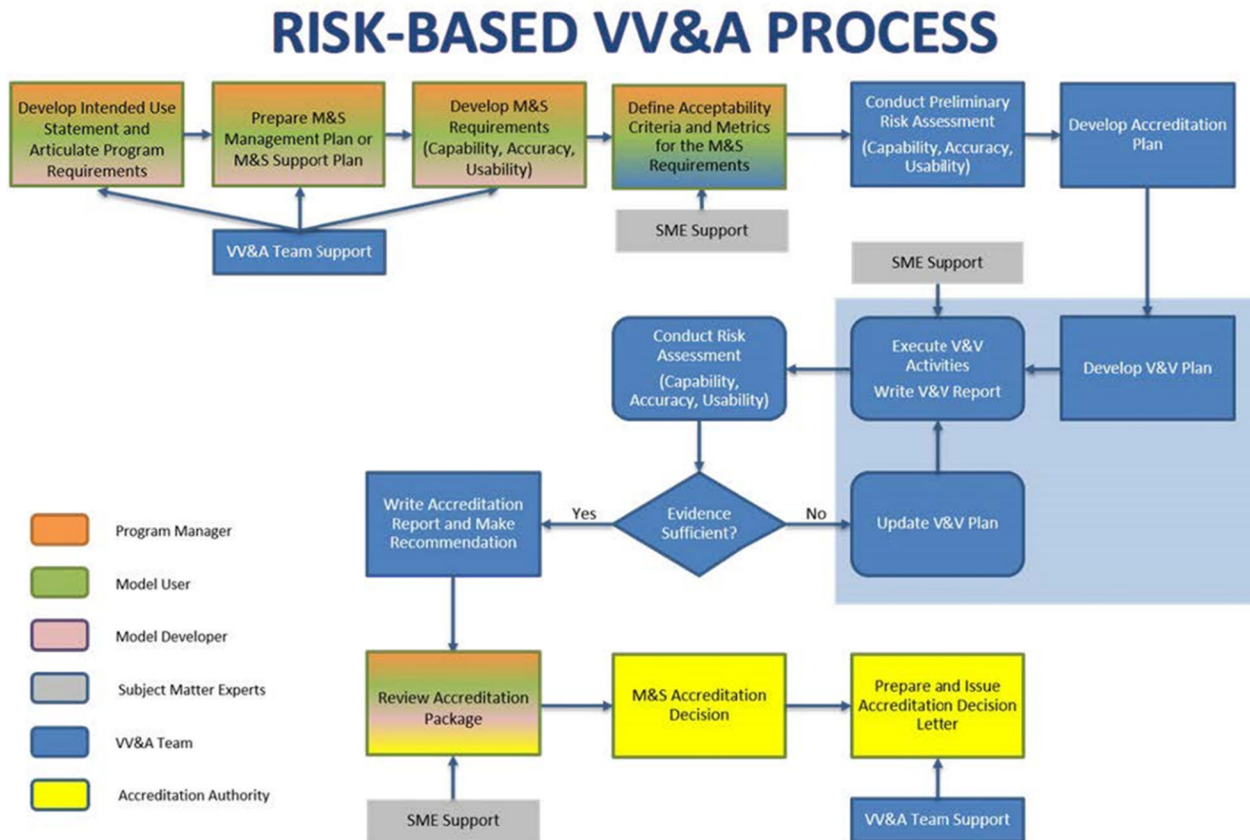 RISK-BASED VV&A PROCESS
Develop Intended Use
Statement and
Articulate Program
Requirements
Prepare M&S
Management Plan or
M&S Support Plan
Develop M&S
Requirements
(Capability, Accuracy,
Usability)
Define Acceptability
Criteria and Metrics
for the M&S
Requirements
Conduct Preliminary
Risk Assessment
(Capability, Accuracy,
Usability)
Develop Accreditation
Plan
VV&A Team Support
SME Support
SME Support
Conduct Risk
Assessment
(Capability,
Accuracy, Usability)
Execute V&V
Activities
Write V&V Report
Develop V&V Plan
Write Accreditation
Report and Make
Recommendation
Yes
Evidence
Sufficient?
No
Update V&V Plan
Program Manager
Model User
Model Developer
Subject Matter Experts
VV&A Team
Accreditation Authority
Review Accreditation
Package
M&S Accreditation
Decision
Prepare and Issue
Accreditation Decision
Letter
SME Support
VV&A Team Support